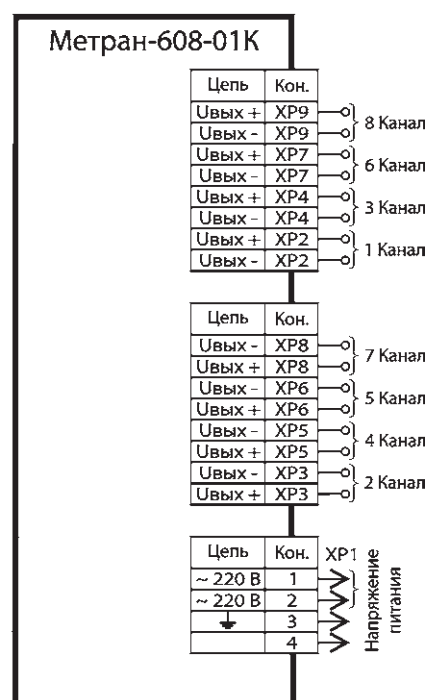 Метран-608-01К
Цепь Кон.
Uвых + XP9
Uвых - XP9
8 Канал
Uвых + XP7
Uвых - XP7
6 Канал
Uвых + XP4
Uвых - XP4
3 Канал
Uвых + XP2
Uвых - XP2
1 Канал
Цепь Кон.
Uвых - XP8
Uвых + XP8
7 Канал
Uвых - XP6
Uвых + XP6
5 Канал
Uвых - XP5
Uвых + XP5
4 Канал
Uвых - XP3
Uвых + XP3
2 Канал
Цепь Кон. XP1
~ 220 В 1
~ 220 В 2
3
4
Напряжение
питания